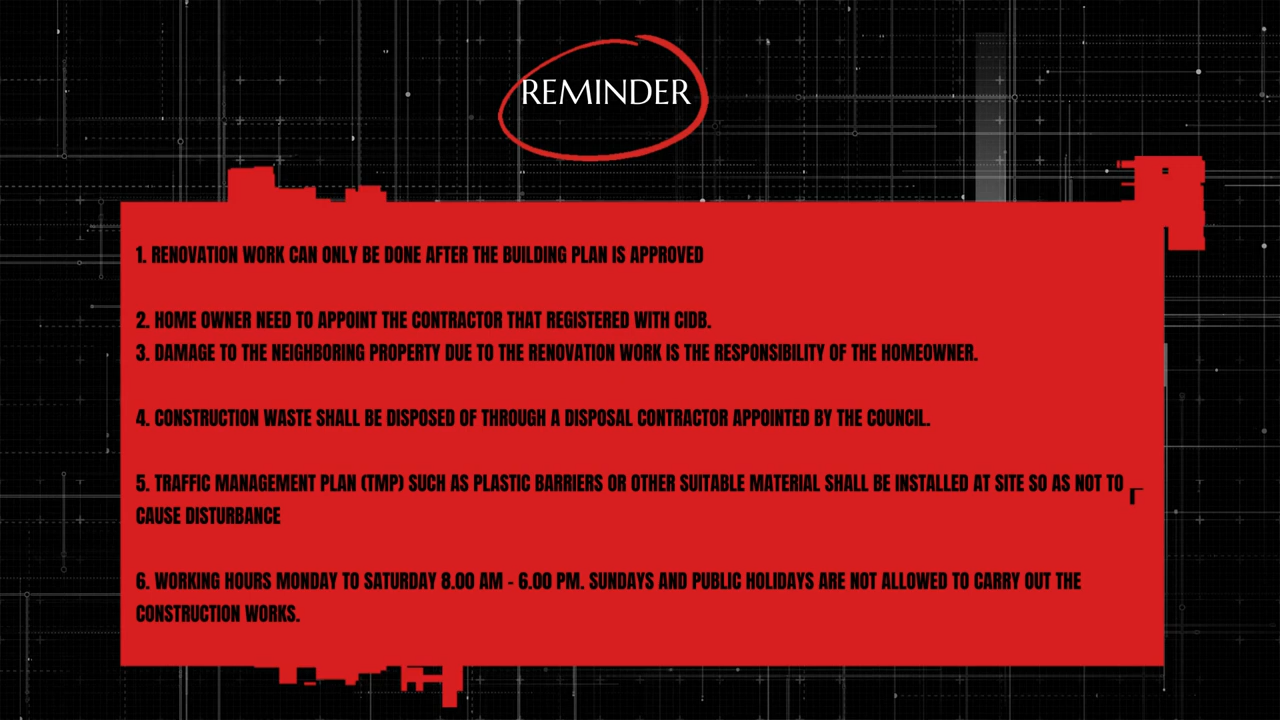 REMINDER
1. RENOVATION WORK CAN ONLY BE DONE AFTER THE BUILDING PLAN IS APPROVED
2. HOME OWNER NEED TO APPOINT THE CONTRACTOR THAT REGISTERED WITH CIDB.
3. DAMAGE TO THE NEIGHBORING PROPERTY DUE TO THE RENOVATION WORK IS THE RESPONSIBILITY OF THE HOMEOWNER.
4. CONSTRUCTION WASTE SHALL BE DISPOSED OF THROUGH A DISPOSAL CONTRACTOR APPOINTED BY THE COUNCIL.
5. TRAFFIC MANAGEMENT PLAN (TMP) SUCH AS PLASTIC BARRIERS OR OTHER SUITABLE MATERIAL SHALL BE INSTALLED AT SITE SO AS NOT TO
CAUSE DISTURBANCE
6. WORKING HOURS MONDAY TO SATURDAY 8.00 AM - 6.00 PM. SUNDAYS AND PUBLIC HOLIDAYS ARE NOT ALLOWED TO CARRY OUT THE
CONSTRUCTION WORKS.